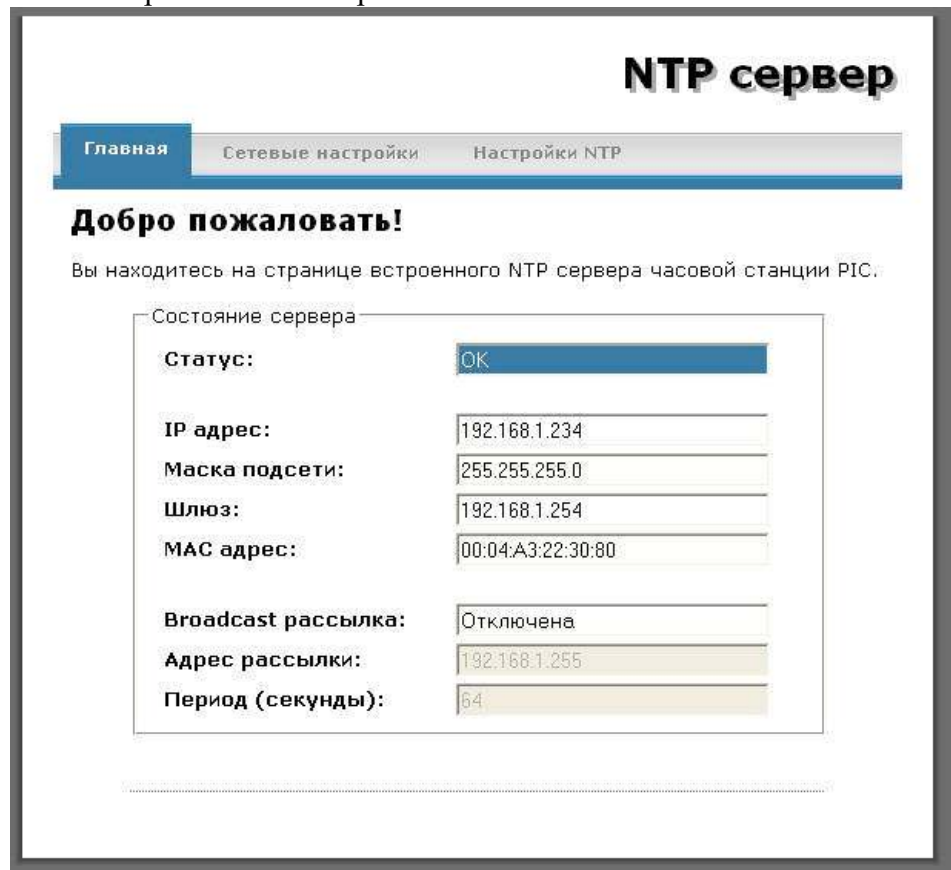 NTP сервер
Главная Сетевые настройки Настройки NTP
Добро пожаловать!
Вы находитесь на странице встроенного NTP сервера часовой станции PIC.
Состояние сервера
Статус: OK
IP адрес: 192.168.1.234
Маска подсети: 255.255.255.0
Шлюз: 192.168.1.254
MAC адрес: 00:04:A3:22:30:80
Broadcast рассылка: Отключена
Адрес рассылки: 192.168.1.255
Период (секунды): 64